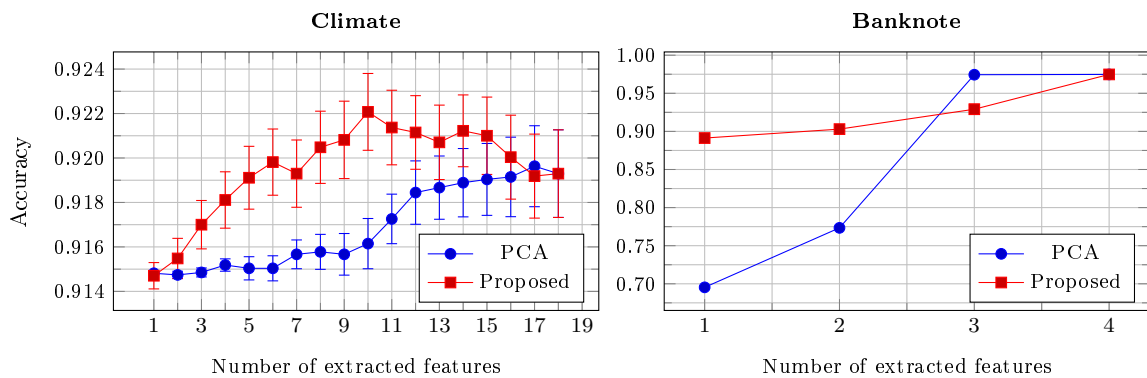 Climate
Accuracy
0.924
0.922
0.920
0.918
0.916
0.914
1 3 5 7 9 11 13 15 17 19
Number of extracted features
PCA
Proposed
Banknote
1.00
0.95
0.90
0.85
0.80
0.75
0.70
1 2 3 4
Number of extracted features
PCA
Proposed